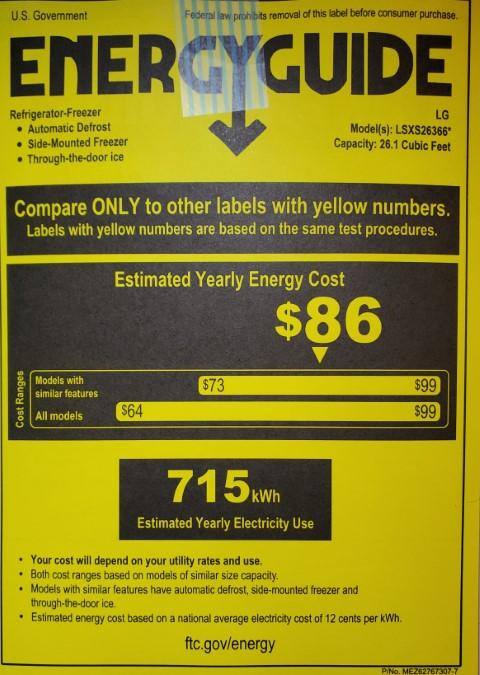 U.S. Government
Federal law prohibits removal of this label before consumer purchase.
ENERGYGUIDE
Refrigerator-Freezer
• Automatic Defrost
• Side-Mounted Freezer
• Through-the-door ice
LG
Model(s): LSXS26366*
Capacity: 26.1 Cubic Feet
Compare ONLY to other labels with yellow numbers.
Labels with yellow numbers are based on the same test procedures.
Estimated Yearly Energy Cost
$86
Cost Ranges
Models with
similar features
$73 $99
All models $64 $99
715 kWh
Estimated Yearly Electricity Use
• Your cost will depend on your utility rates and use.
• Both cost ranges based on models of similar size capacity.
• Models with similar features have automatic defrost, side-mounted freezer and
through-the-door ice.
• Estimated energy cost based on a national average electricity cost of 12 cents per kWh.
ftc.gov/energy
P/No. MEZ62767307-7